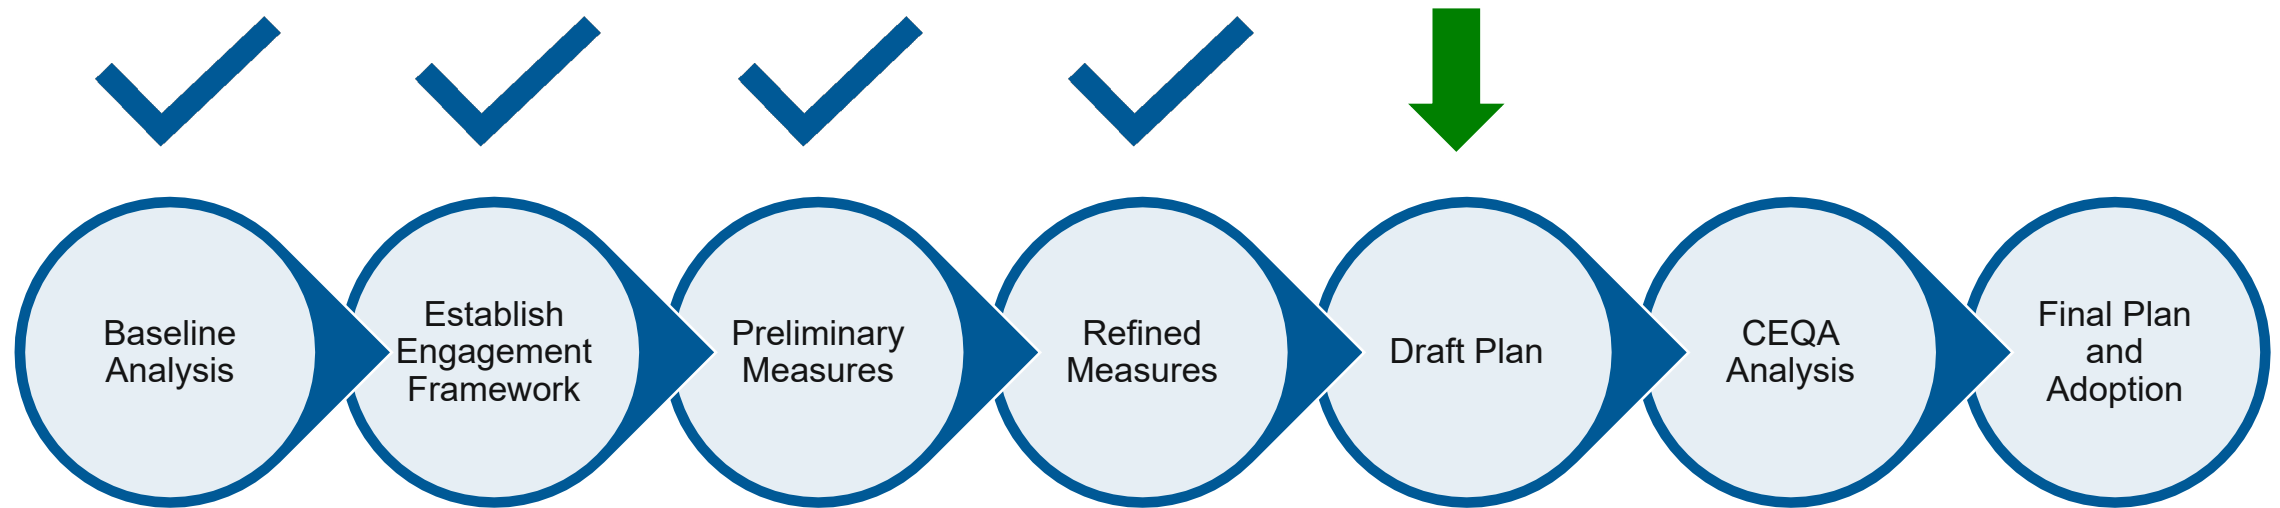 Baseline
Analysis
Establish
Engagement
Framework
Preliminary
Measures
Refined
Measures
Draft Plan
CEQA
Analysis
Final Plan
and
Adoption